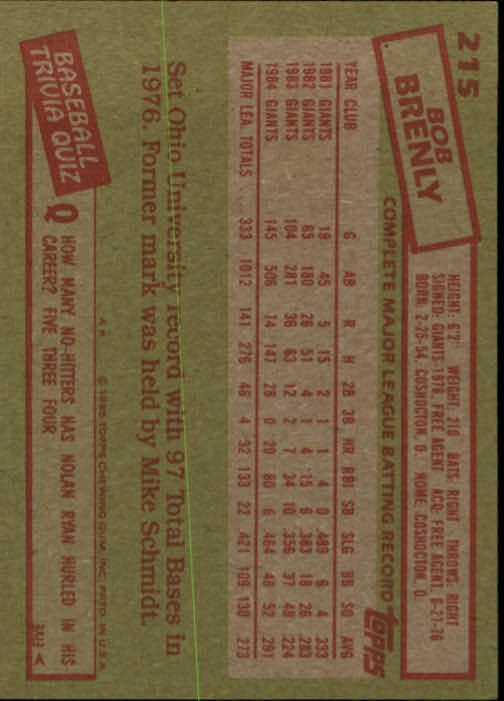 215
BOB
BRENLY
HEIGHT: 6'2" WEIGHT: 210 BATS: RIGHT THROWS: RIGHT
SIGNED: GIANTS-1976, FREE AGENT ACQ: FREE AGENT, 6-21-76
BORN: 2-25-54, COSHOCTON, O. HOME: COSHOCTON, O.
COMPLETE MAJOR LEAGUE BATTING RECORD
topps
YEAR CLUB G AB R H 2B 3B HR RBI SB SLG BB SO AVG
1981 GIANTS 19 45 5 15 2 1 1 4 0 .489 6 4 .333
1982 GIANTS 65 180 26 51 4 1 4 15 6 .383 18 26 .283
1983 GIANTS 104 281 36 63 12 2 7 34 10 .356 37 48 .224
1984 GIANTS 145 506 74 147 28 0 20 80 6 .464 48 52 .291
MAJOR LEA. TOTALS 333 1012 141 276 46 4 32 133 22 .421 109 130 .273
Set Ohio University record with 97 Total Bases in
1976. Former mark was held by Mike Schmidt.
A★ © 1985 TOPPS CHEWING GUM, INC. PRTD. IN U.S.A.
BASEBALL
TRIVIA QUIZ
Q HOW MANY NO-HITTERS HAS NOLAN RYAN HURLED IN HIS
CAREER? FIVE THREE FOUR